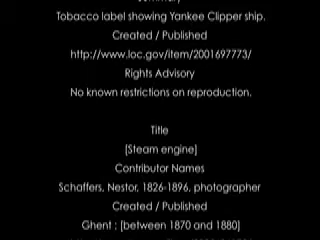 Summary
Tobacco label showing Yankee Clipper ship.
Created / Published
http://www.loc.gov/item/2001697773/
Rights Advisory
No known restrictions on reproduction.
Title
[Steam engine]
Contributor Names
Schaffers, Nestor, 1826-1896, photographer
Created / Published
Ghent ; [between 1870 and 1880]